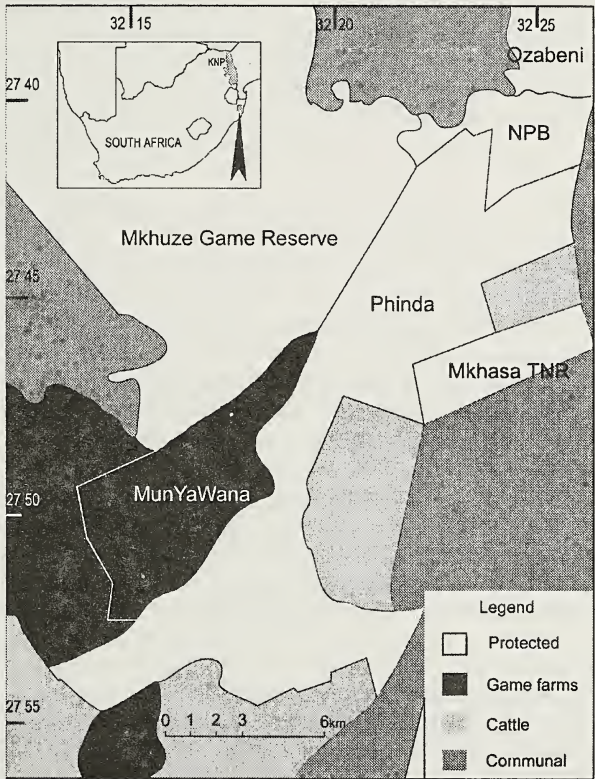 32 15
32 20
32 25
Ozabeni
27 40
KNP
SOUTH AFRICA
NPB
Mkhuze Game Reserve
27 45
Phinda
Mkhasa TNR
MunYaWana
27 50
Legend
Protected
Game farms
27 55
0 1 2 3 6km
Cattle
Communal